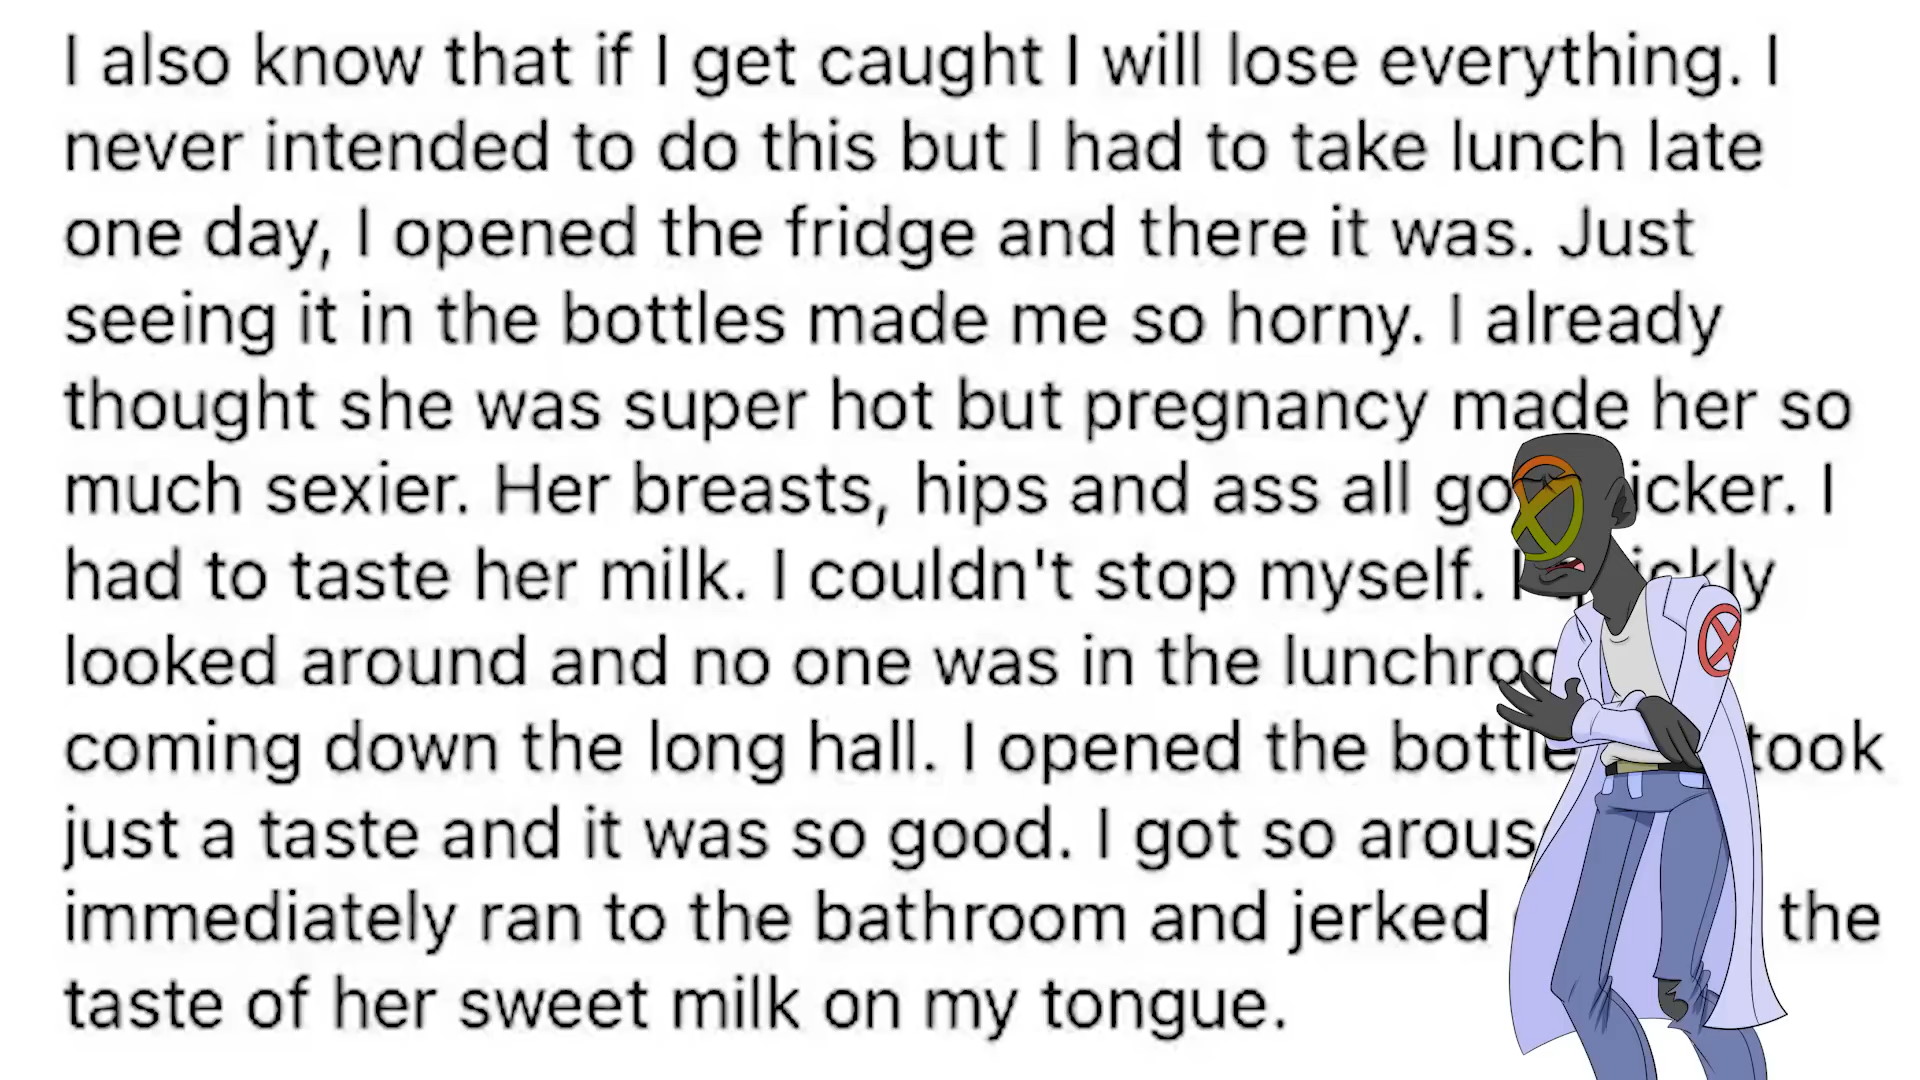 I also know that if I get caught I will lose everything. I
never intended to do this but I had to take lunch late
one day, I opened the fridge and there it was. Just
seeing it in the bottles made me so horny. I already
thought she was super hot but pregnancy made her so
much sexier. Her breasts, hips and ass all I
had to taste her milk. I couldn't stop myself. I
looked around and no one was in the
coming down the long hall. I opened the took
just a taste and it was so good. I got so
immediately ran to the bathroom and jerked the
taste of her sweet milk on my tongue.